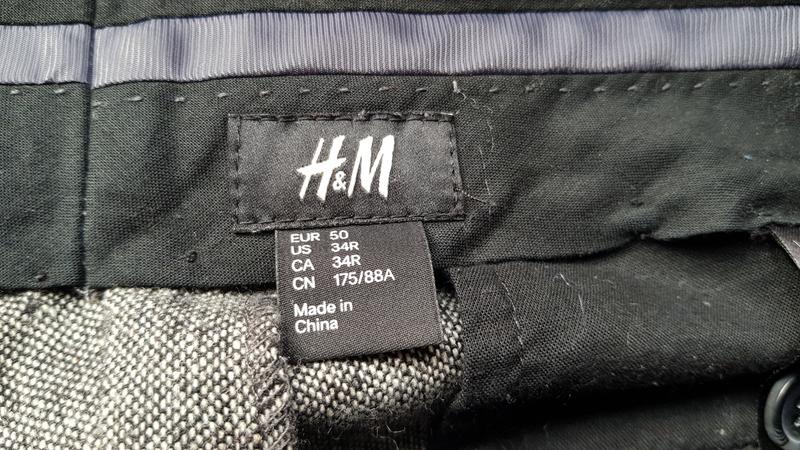 H&M
EUR 50
US 34R
CA 34R
CN 175/88A
Made in
China